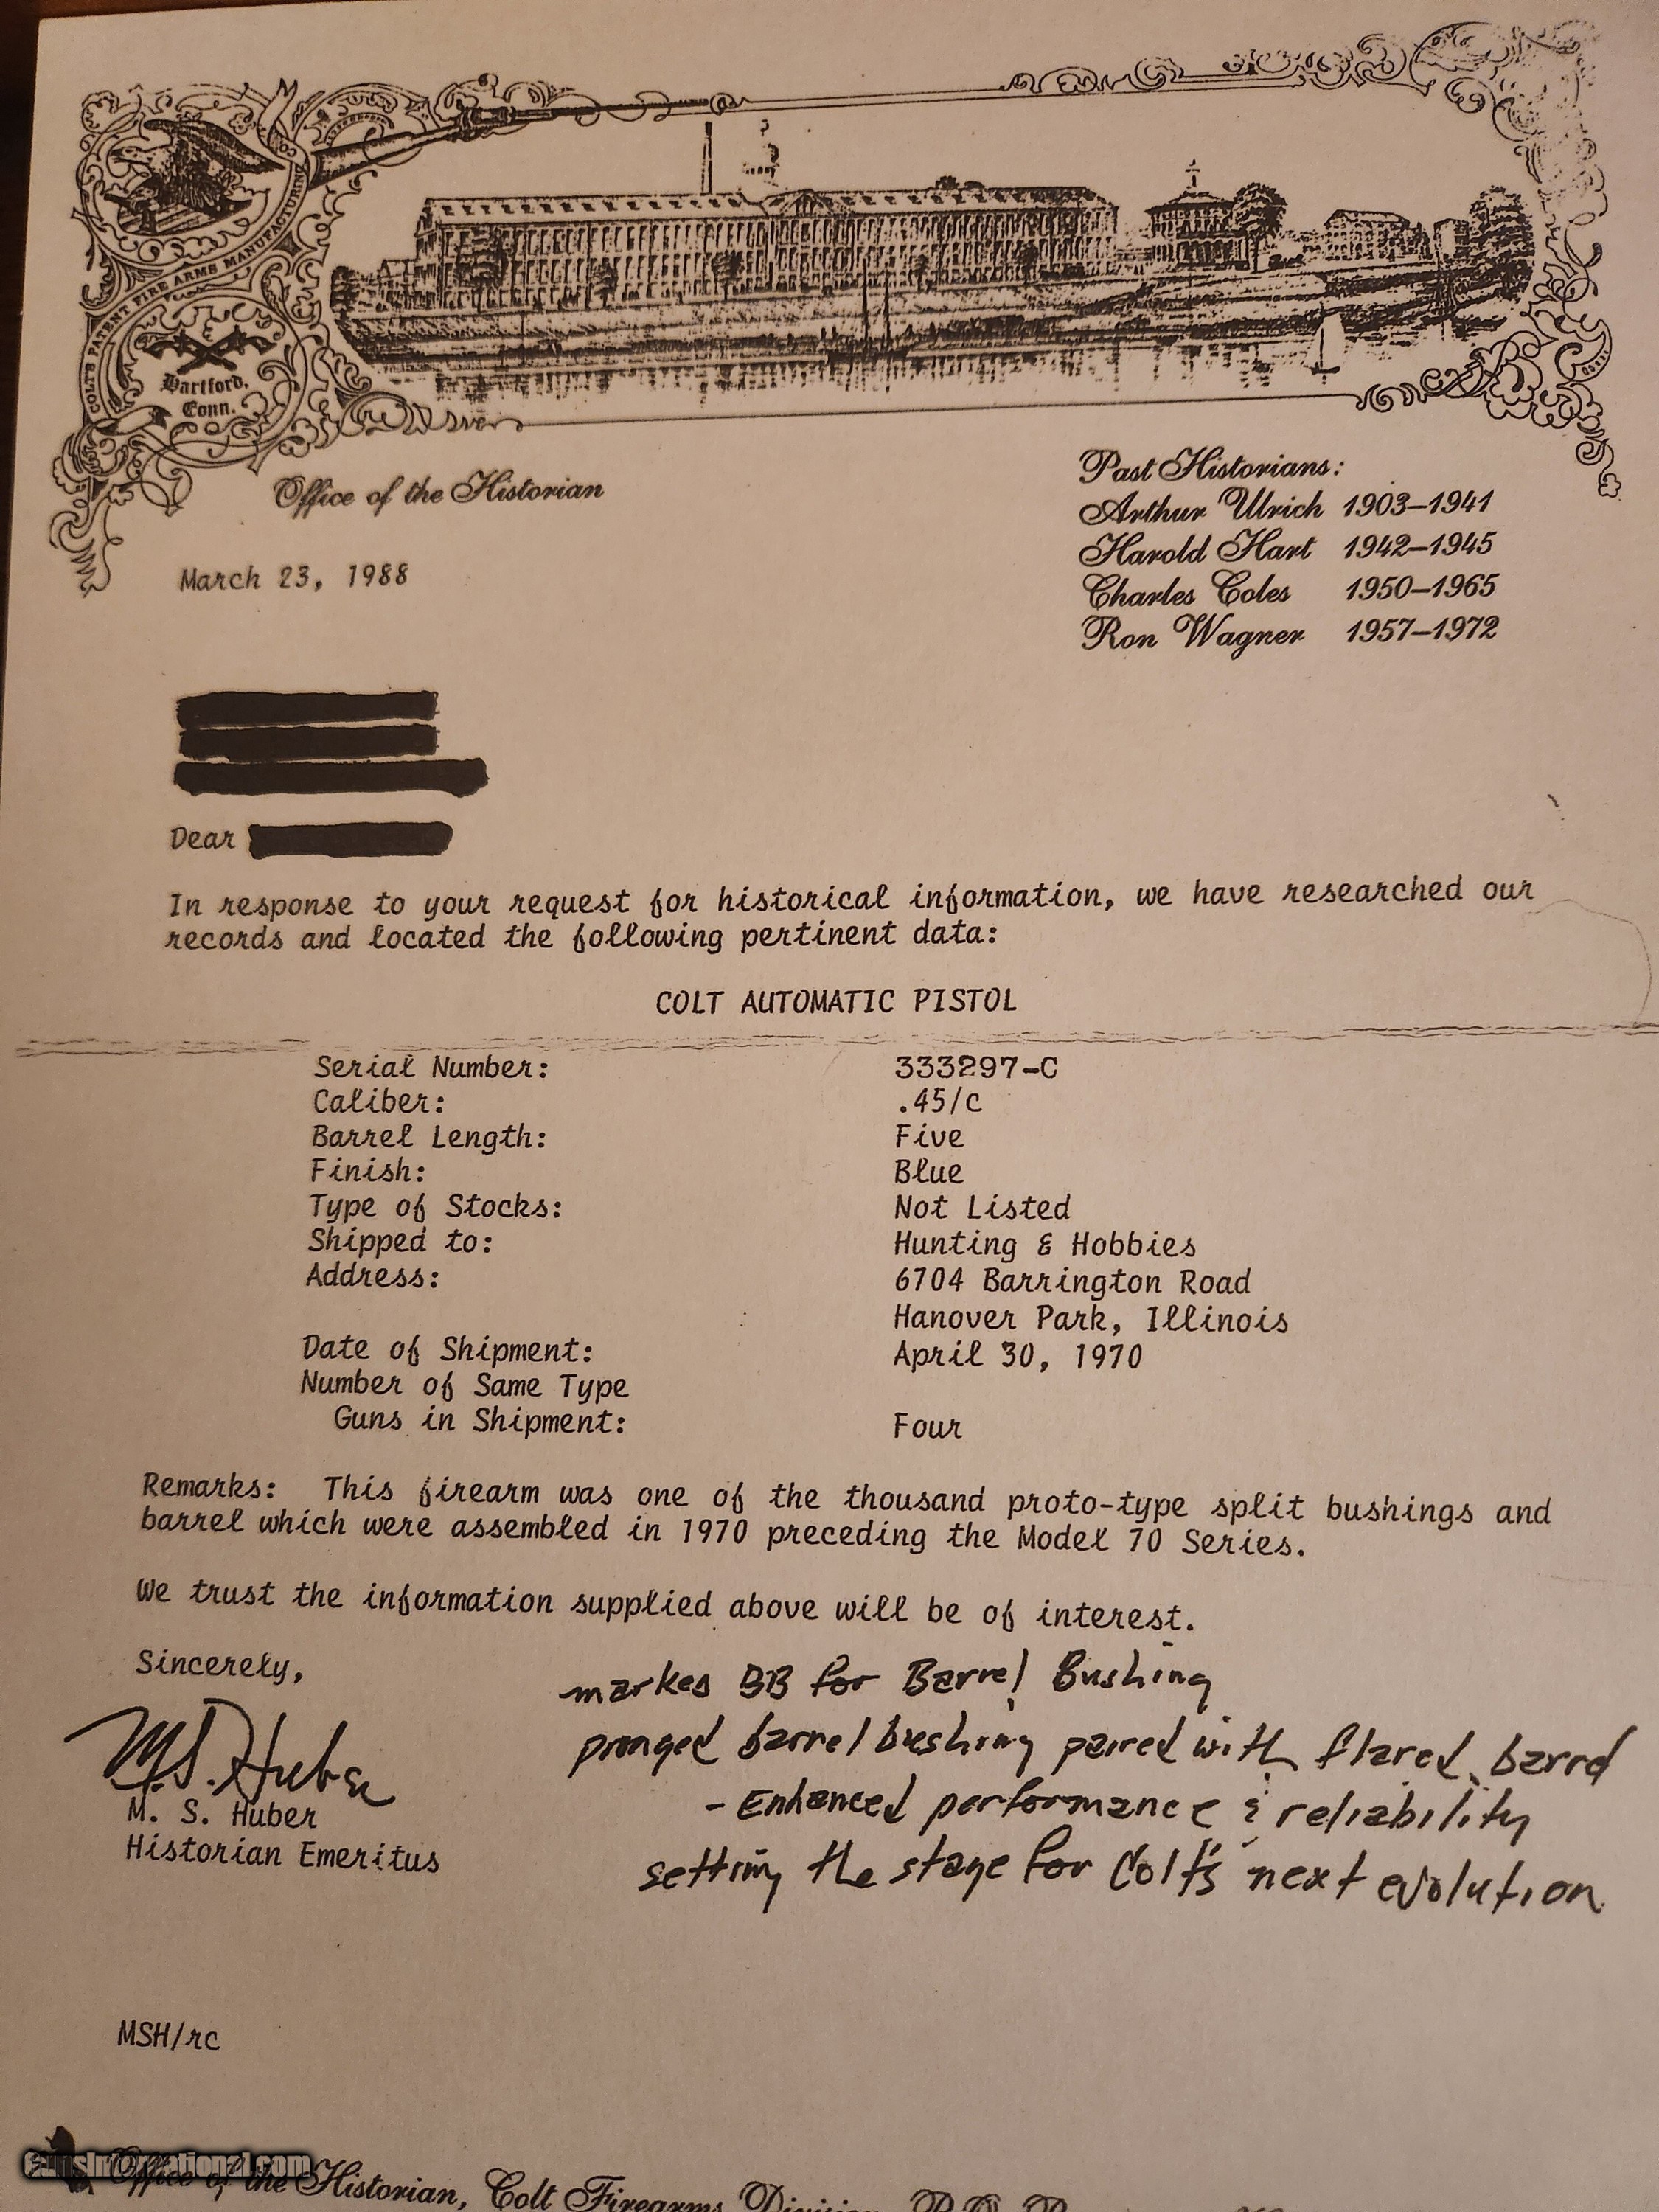 COLT'S PATENT FIRE ARMS MANUFACTURING
Hartford,
Conn.
Office of the Historian
Past Historians:
Arthur Ulrich 1903–1941
Harold Hart 1942–1945
Charles Coles 1950–1965
Ron Wagner 1957–1972
March 23, 1988
Dear
In response to your request for historical information, we have researched our
records and located the following pertinent data:
COLT AUTOMATIC PISTOL
Serial Number: 333297-C
Caliber: .45/c
Barrel Length: Five
Finish: Blue
Type of Stocks: Not Listed
Shipped to: Hunting & Hobbies
Address: 6704 Barrington Road
Hanover Park, Illinois
Date of Shipment: April 30, 1970
Number of Same Type
Guns in Shipment: Four
Remarks: This firearm was one of the thousand proto-type split bushings and
barrel which were assembled in 1970 preceding the Model 70 Series.
We trust the information supplied above will be of interest.
Sincerely,
markes BB for Barrel Bushing
pronged barrel bushing paired with flared barrel
- Enhanced performance & reliability
setting the stage for Colt's next evolution
M.S. Huber
M. S. Huber
Historian Emeritus
MSH/rc
GunsInternational.com
Office of the Historian, Colt Firearms Division, P.O.